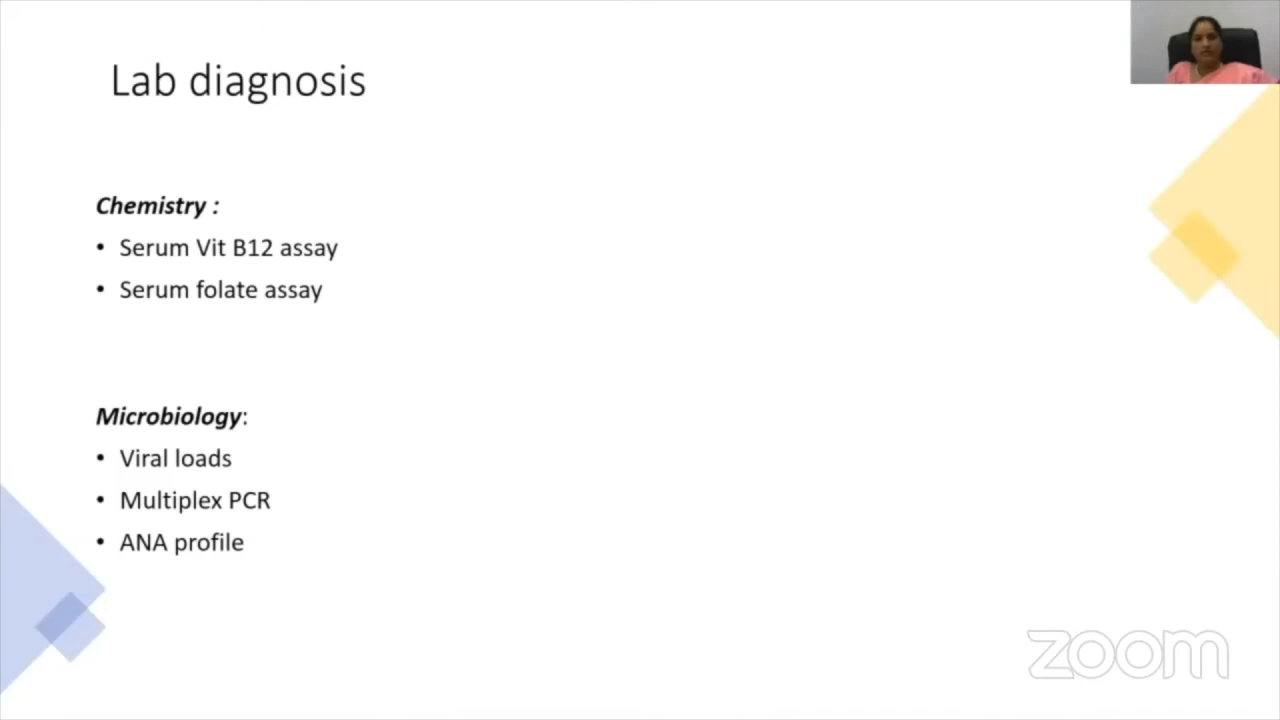 Lab diagnosis
Chemistry :
• Serum Vit B12 assay
• Serum folate assay
Microbiology:
• Viral loads
• Multiplex PCR
• ANA profile
zoom